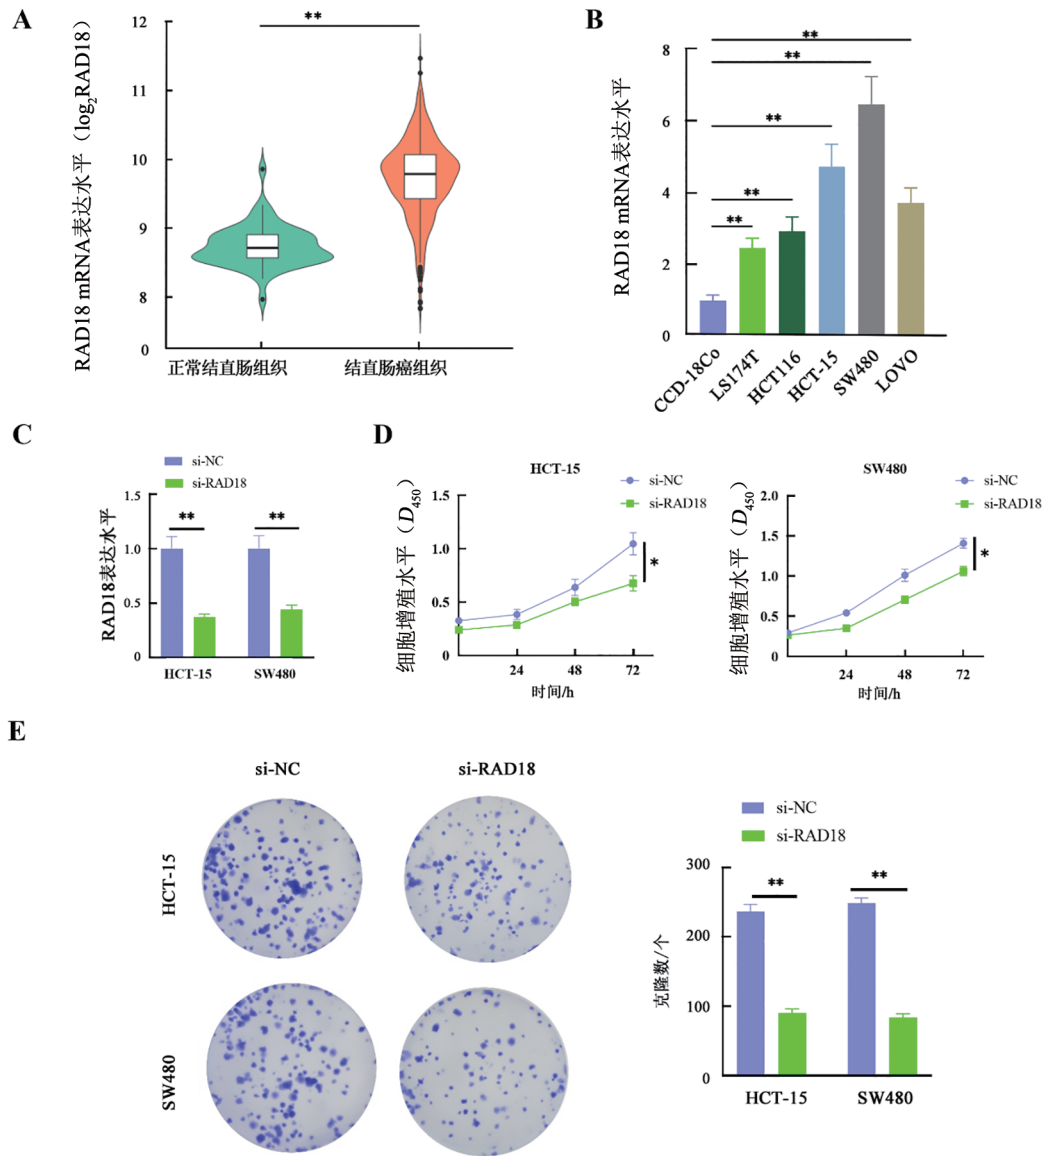 A
RAD18 mRNA表达水平（log2RAD18）
12
11
10
9
8
0
**
正常结直肠组织
结直肠癌组织
B
RAD18 mRNA表达水平
8
6
4
2
0
**
**
**
**
**
CCD-18Co
LS174T
HCT116
HCT-15
SW480
LOVO
C
si-NC
si-RAD18
RAD18表达水平
1.5
1.0
0.5
0
**
**
HCT-15
SW480
D
HCT-15
si-NC
si-RAD18
细胞增殖水平（D450）
1.5
1.0
0.5
0
*
24
48
72
时间/h
SW480
si-NC
si-RAD18
细胞增殖水平（D450）
2.0
1.5
1.0
0.5
0
*
24
48
72
时间/h
E
si-NC
si-RAD18
HCT-15
SW480
si-NC
si-RAD18
克隆数/个
300
200
100
0
**
**
HCT-15
SW480